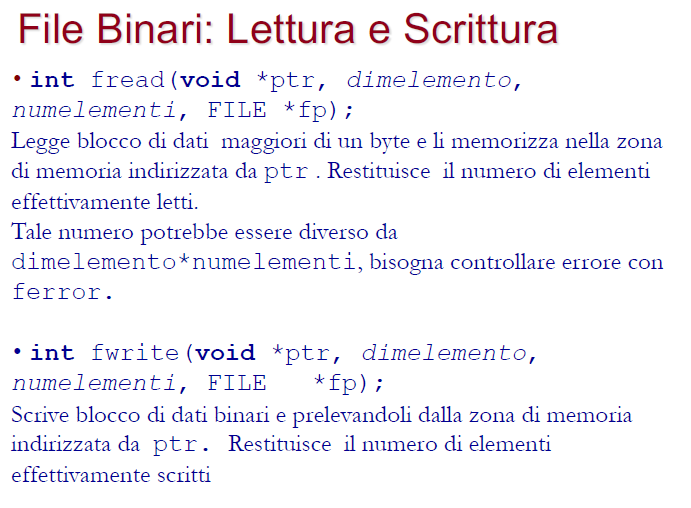 File Binari: Lettura e Scrittura
• int fread(void *ptr, dimelemento,
numelementi, FILE *fp);
Legge blocco di dati maggiori di un byte e li memorizza nella zona
di memoria indirizzata da ptr . Restituisce il numero di elementi
effettivamente letti.
Tale numero potrebbe essere diverso da
dimelemento*numelementi, bisogna controllare errore con
ferror.
• int fwrite(void *ptr, dimelemento,
numelementi, FILE *fp);
Scrive blocco di dati binari e prelevandoli dalla zona di memoria
indirizzata da ptr. Restituisce il numero di elementi
effettivamente scritti